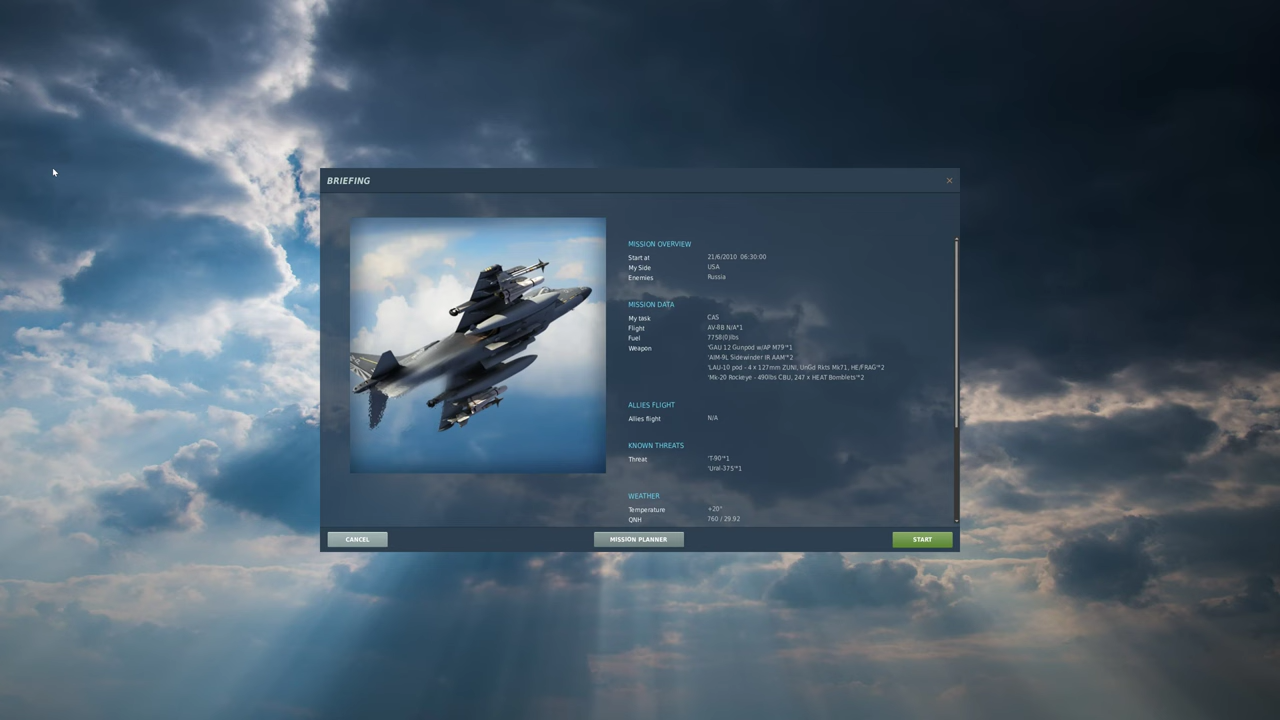 BRIEFING
×
MISSION OVERVIEW
Start at 21/6/2010 06:30:00
My Side USA
Enemies Russia
MISSION DATA
My task CAS
Flight AV-8B N/A*1
Fuel 7758(0)lbs
Weapon 'GAU 12 Gunpod w/AP M79'*1
'AIM-9L Sidewinder IR AAM'*2
'LAU-10 pod - 4 x 127mm ZUNI, UnGd Rkts Mk71, HE/FRAG'*2
'Mk-20 Rockeye - 490lbs CBU, 247 x HEAT Bomblets'*2
ALLIES FLIGHT
Allies flight N/A
KNOWN THREATS
Threat 'T-90'*1
'Ural-375'*1
WEATHER
Temperature +20°
QNH 760 / 29.92
CANCEL
MISSION PLANNER
START